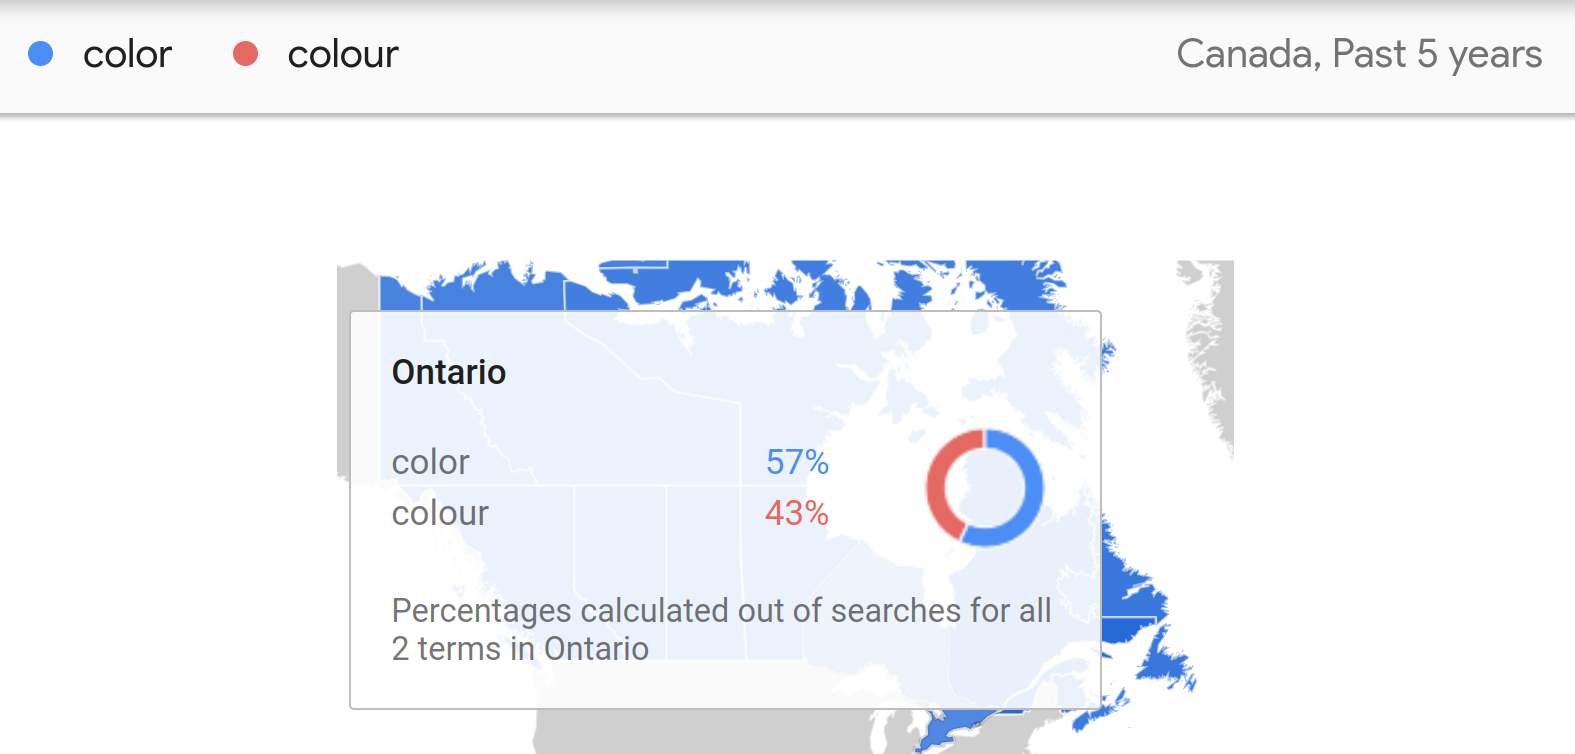 color colour Canada, Past 5 years
Ontario
color 57%
colour 43%
Percentages calculated out of searches for all
2 terms in Ontario